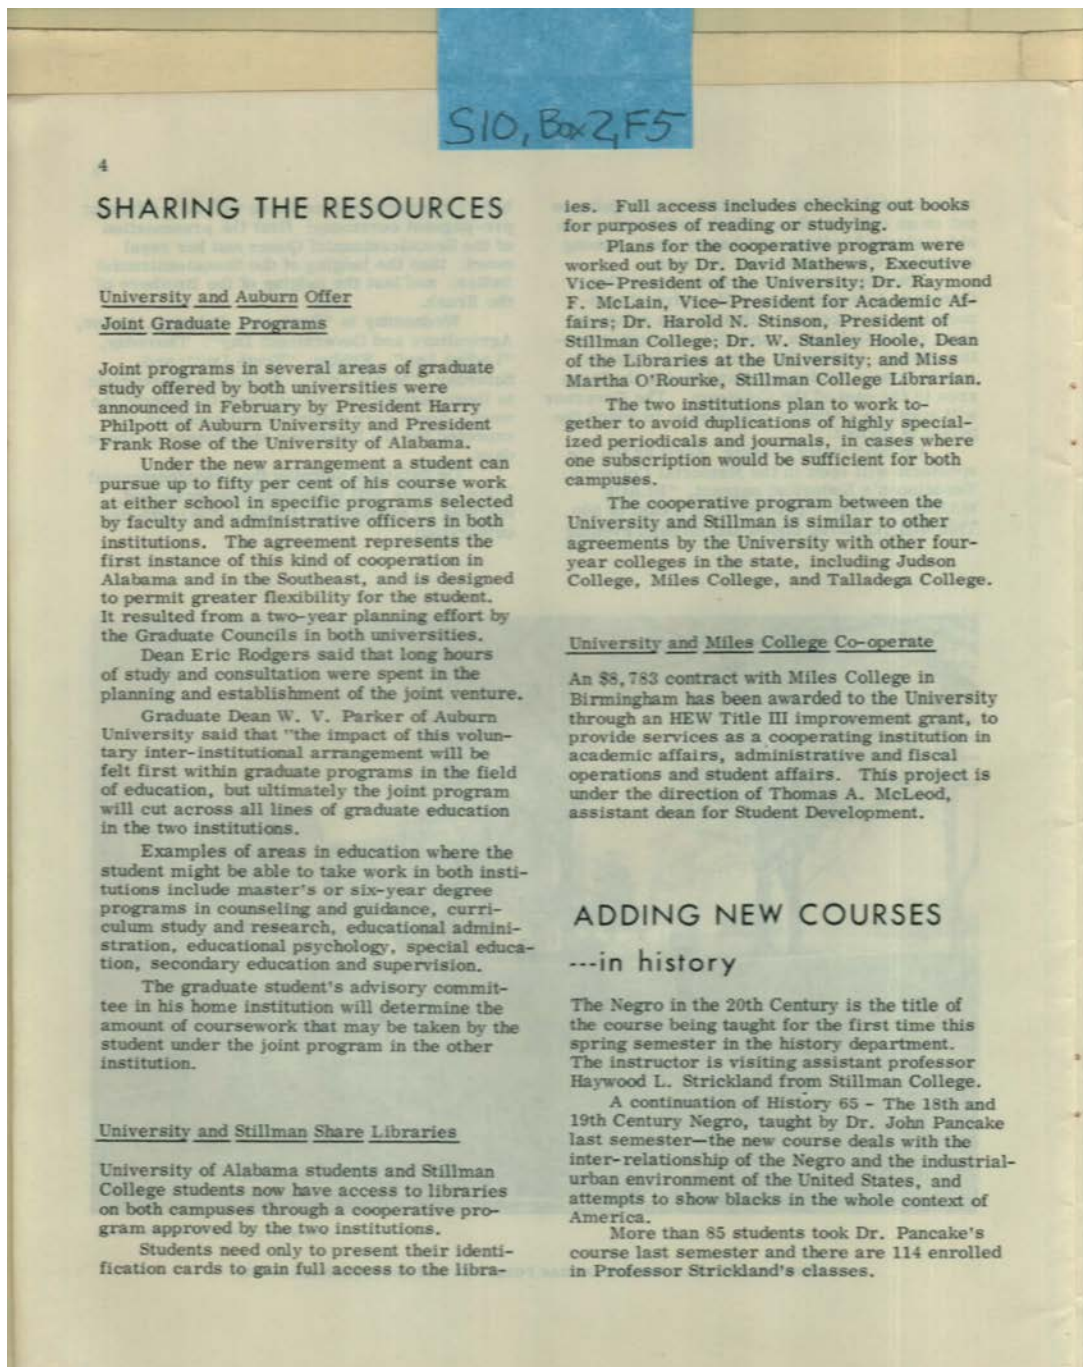 S10, Box 2, F5
4
SHARING THE RESOURCES
University and Auburn Offer
Joint Graduate Programs
Joint programs in several areas of graduate
study offered by both universities were
announced in February by President Harry
Philpott of Auburn University and President
Frank Rose of the University of Alabama.
Under the new arrangement a student can
pursue up to fifty per cent of his course work
at either school in specific programs selected
by faculty and administrative officers in both
institutions. The agreement represents the
first instance of this kind of cooperation in
Alabama and in the Southeast, and is designed
to permit greater flexibility for the student.
It resulted from a two-year planning effort by
the Graduate Councils in both universities.
Dean Eric Rodgers said that long hours
of study and consultation were spent in the
planning and establishment of the joint venture.
Graduate Dean W. V. Parker of Auburn
University said that "the impact of this volun-
tary inter-institutional arrangement will be
felt first within graduate programs in the field
of education, but ultimately the joint program
will cut across all lines of graduate education
in the two institutions.
Examples of areas in education where the
student might be able to take work in both insti-
tutions include master's or six-year degree
programs in counseling and guidance, curri-
culum study and research, educational admini-
stration, educational psychology, special educa-
tion, secondary education and supervision.
The graduate student's advisory commit-
tee in his home institution will determine the
amount of coursework that may be taken by the
student under the joint program in the other
institution.
University and Stillman Share Libraries
University of Alabama students and Stillman
College students now have access to libraries
on both campuses through a cooperative pro-
gram approved by the two institutions.
Students need only to present their identi-
fication cards to gain full access to the libra-
ies. Full access includes checking out books
for purposes of reading or studying.
Plans for the cooperative program were
worked out by Dr. David Mathews, Executive
Vice-President of the University; Dr. Raymond
F. McLain, Vice-President for Academic Af-
fairs; Dr. Harold N. Stinson, President of
Stillman College; Dr. W. Stanley Hoole, Dean
of the Libraries at the University; and Miss
Martha O'Rourke, Stillman College Librarian.
The two institutions plan to work to-
gether to avoid duplications of highly special-
ized periodicals and journals, in cases where
one subscription would be sufficient for both
campuses.
The cooperative program between the
University and Stillman is similar to other
agreements by the University with other four-
year colleges in the state, including Judson
College, Miles College, and Talladega College.
University and Miles College Co-operate
An $8,783 contract with Miles College in
Birmingham has been awarded to the University
through an HEW Title III improvement grant, to
provide services as a cooperating institution in
academic affairs, administrative and fiscal
operations and student affairs. This project is
under the direction of Thomas A. McLeod,
assistant dean for Student Development.
ADDING NEW COURSES
---in history
The Negro in the 20th Century is the title of
the course being taught for the first time this
spring semester in the history department.
The instructor is visiting assistant professor
Haywood L. Strickland from Stillman College.
A continuation of History 65 - The 18th and
19th Century Negro, taught by Dr. John Pancake
last semester—the new course deals with the
inter-relationship of the Negro and the industrial-
urban environment of the United States, and
attempts to show blacks in the whole context of
America.
More than 85 students took Dr. Pancake's
course last semester and there are 114 enrolled
in Professor Strickland's classes.